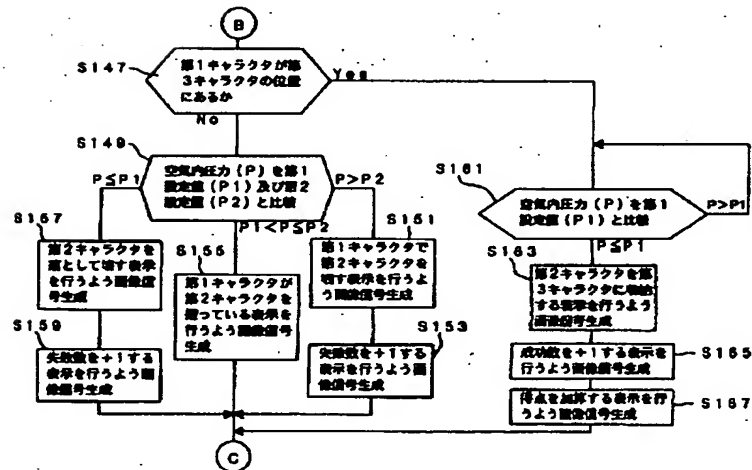 B
S147
第1キャラクタが第
3キャラクタの位置
にあるか
Yes
No
S149
空気内圧力(P)を第1
設定値(P1)及び第2
設定値(P2)と比較
P≦P1
P1<P≦P2
P>P2
S157
第2キャラクタを
落として壊す表示
を行うよう画像信
号生成
S159
失敗数を+1する
表示を行うよう画
像信号生成
S155
第1キャラクタが
第2キャラクタを
握っている表示を
行うよう画像信号
生成
S151
第1キャラクタで
第2キャラクタを
壊す表示を行うよ
う画像信号生成
S153
失敗数を+1する
表示を行うよう画
像信号生成
S161
空気内圧力(P)を第1
設定値(P1)と比較
P>P1
P≦P1
S163
第2キャラクタを第
3キャラクタに
する表示を行うよう
画像信号生成
S165
成功数を+1する表示を
行うよう画像信号生成
S167
得点を加算する表示を行
うよう画像信号生成
C